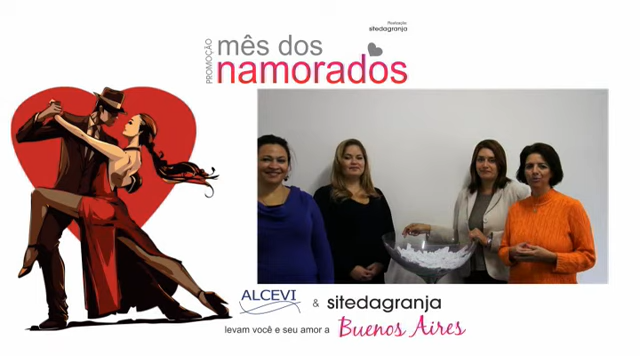 Realização:
sitedagranja
PROMOÇÃO
mês dos
namorados
ALCEVI & sitedagranja
levam você e seu amor a Buenos Aires